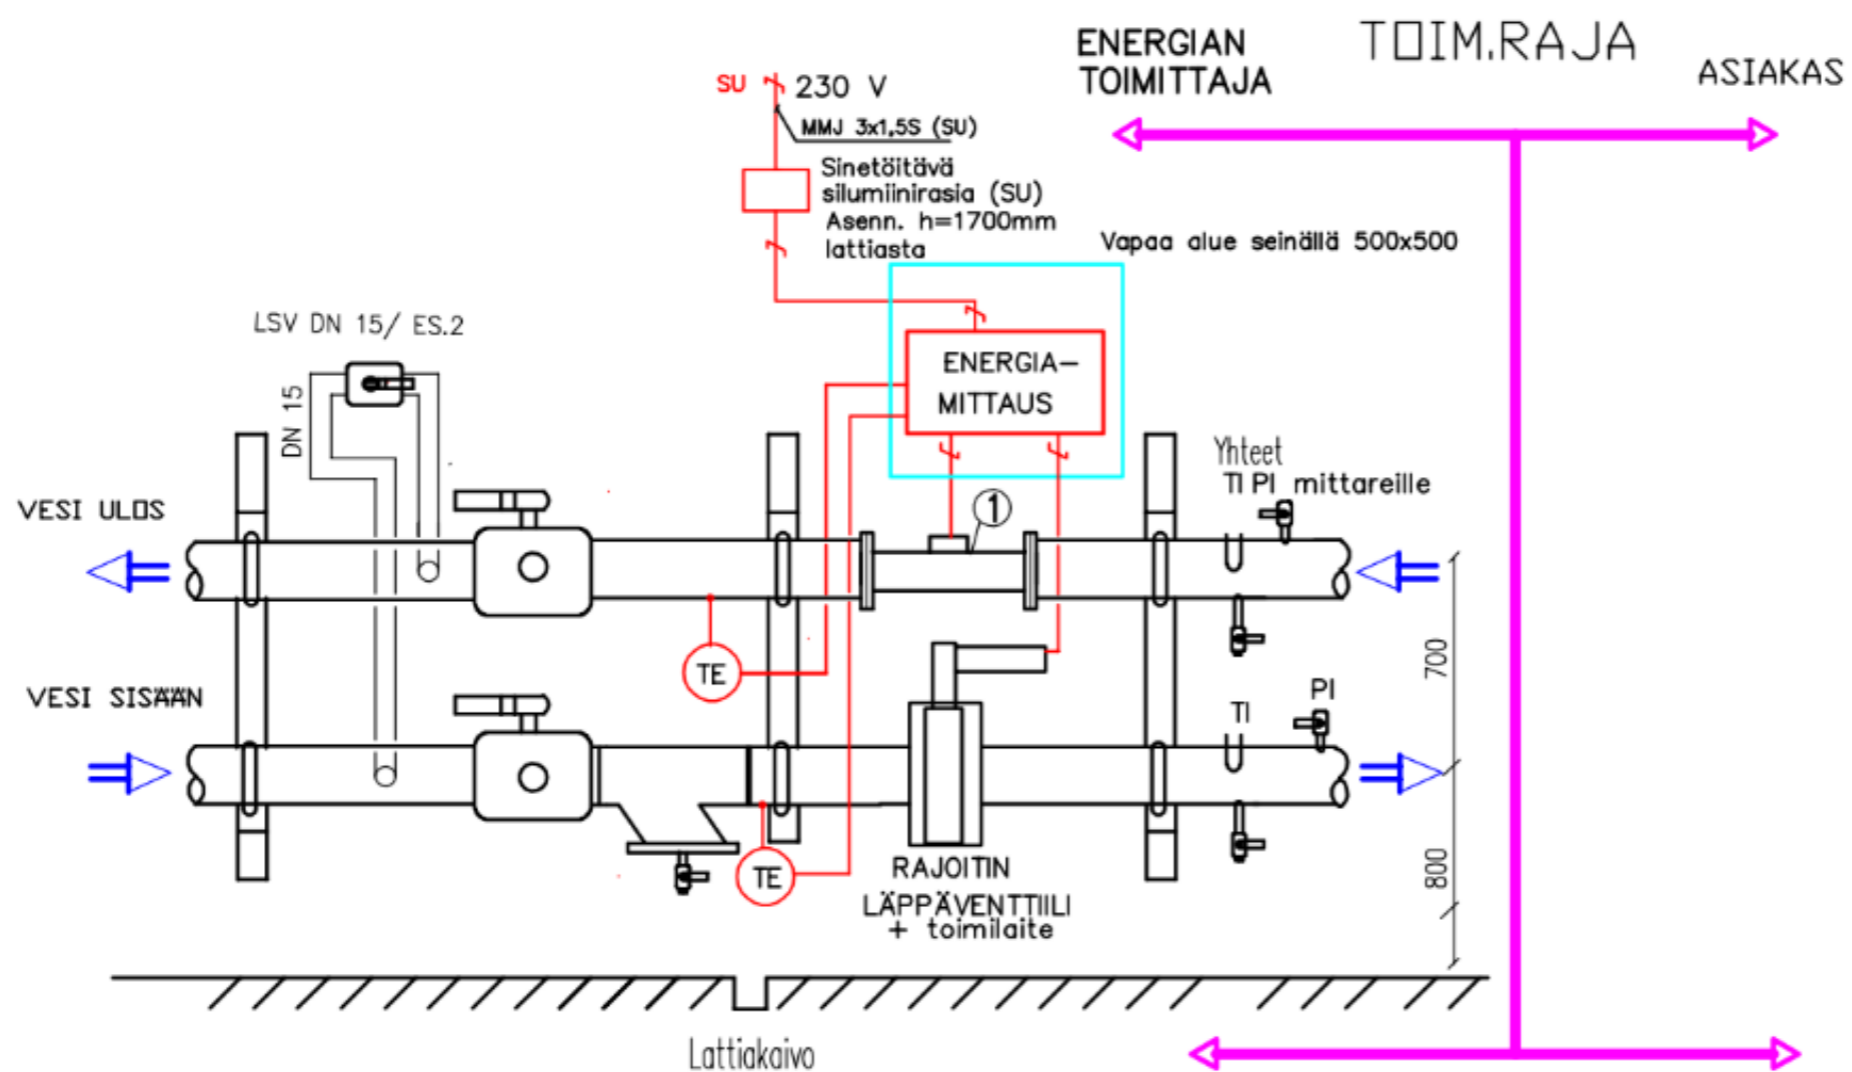 ENERGIAN
TOIMITTAJA
TOIM.RAJA
ASIAKAS
SU
230 V
MMJ 3x1,5S (SU)
Sinetöitävä
silumiinirasia (SU)
Asenn. h=1700mm
lattiasta
Vapaa alue seinällä 500x500
LSV DN 15/ ES.2
DN 15
ENERGIA-
MITTAUS
Yhteet
TI PI mittareille
1
VESI ULOS
TE
700
VESI SISÄÄN
TI
PI
TE
RAJOITIN
LÄPPÄVENTTIILI
+ toimilaite
800
Lattiakaivo